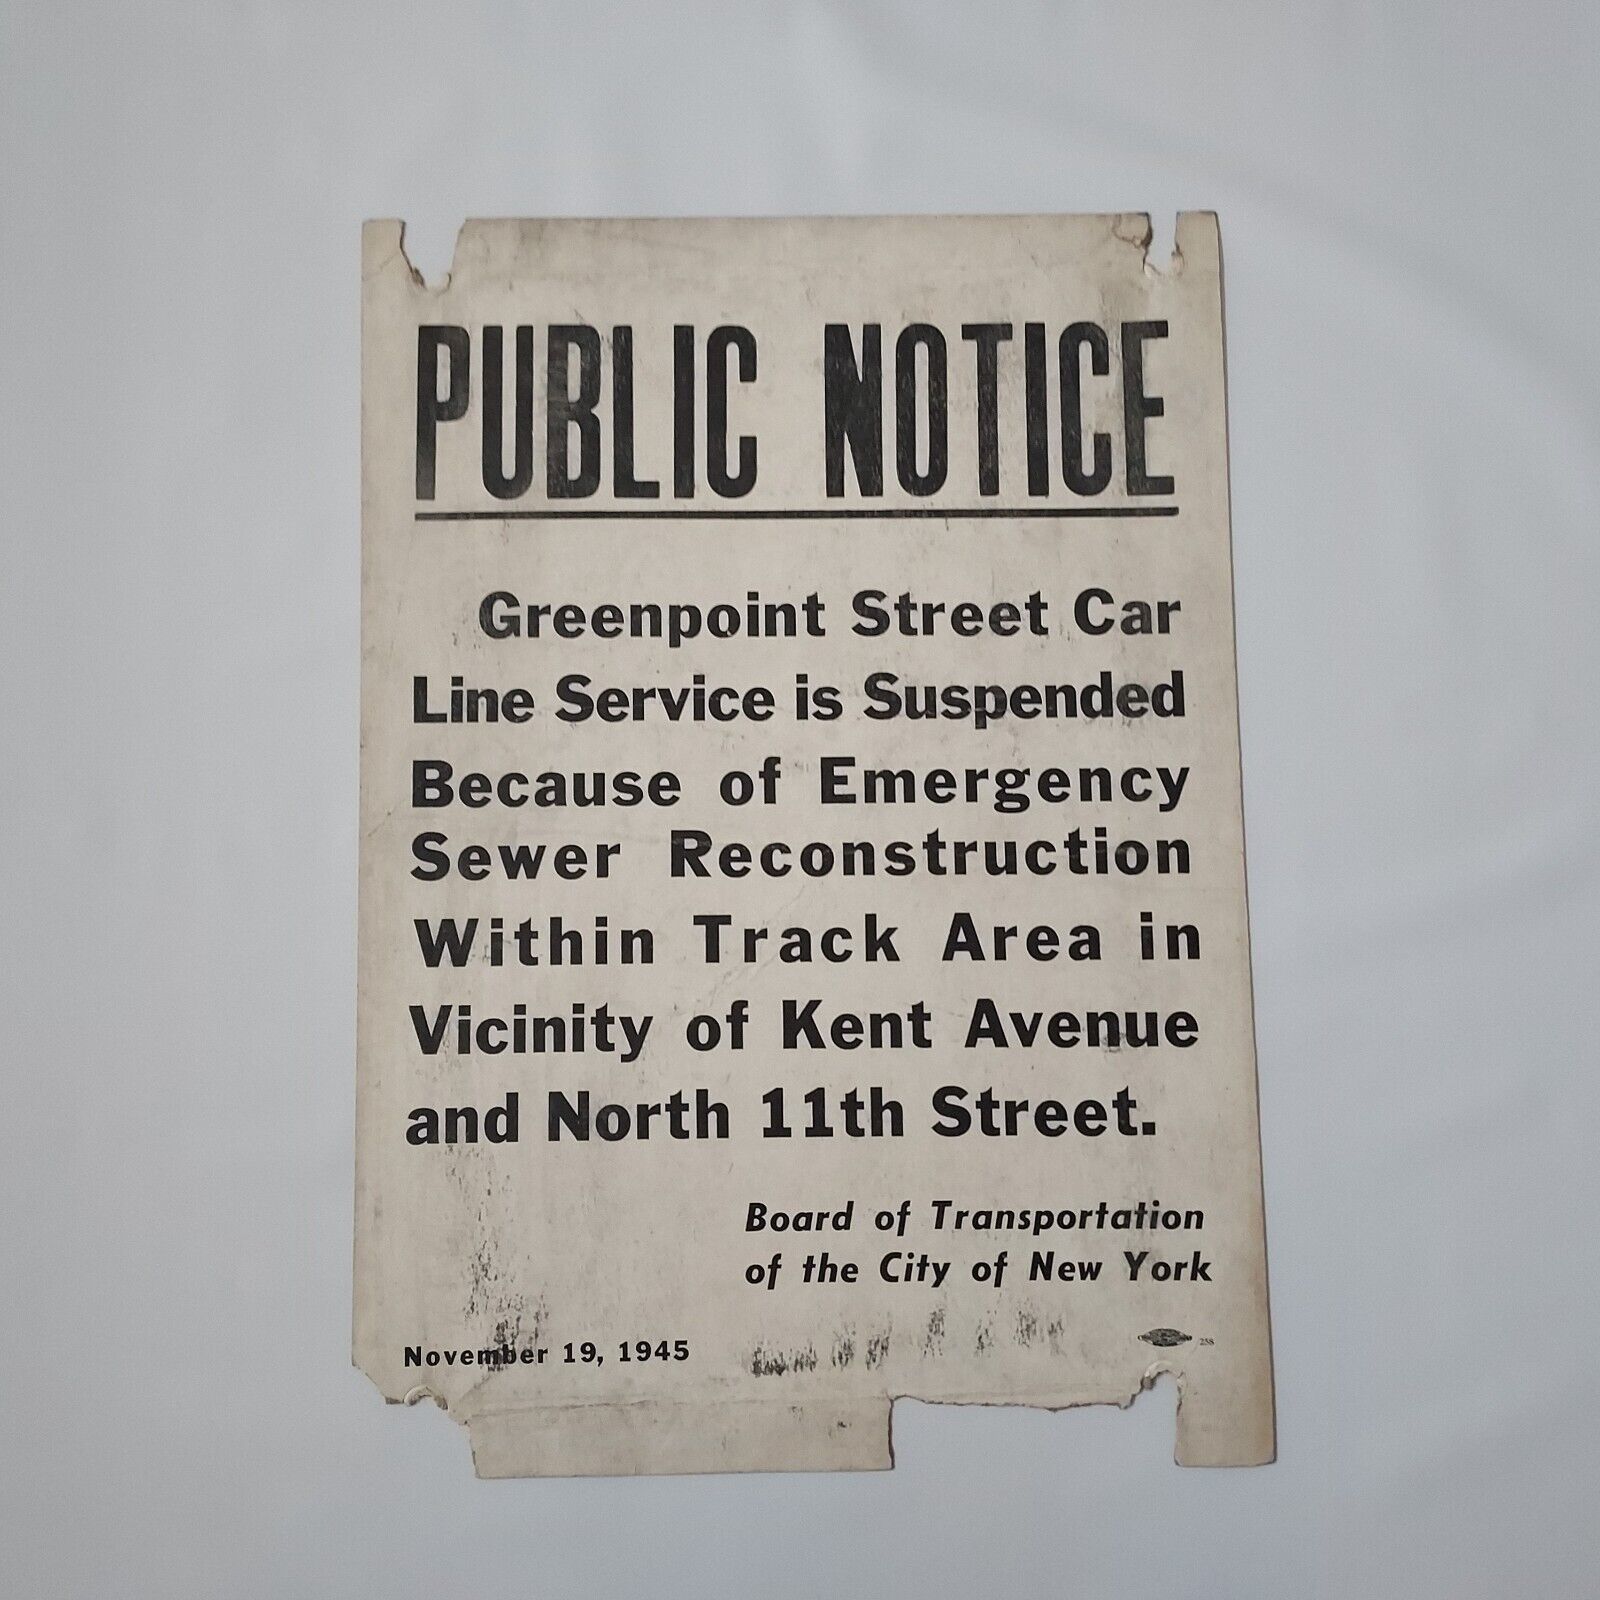 PUBLIC NOTICE
Greenpoint Street Car
Line Service is Suspended
Because of Emergency
Sewer Reconstruction
Within Track Area in
Vicinity of Kent Avenue
and North 11th Street.
Board of Transportation
of the City of New York
November 19, 1945
258